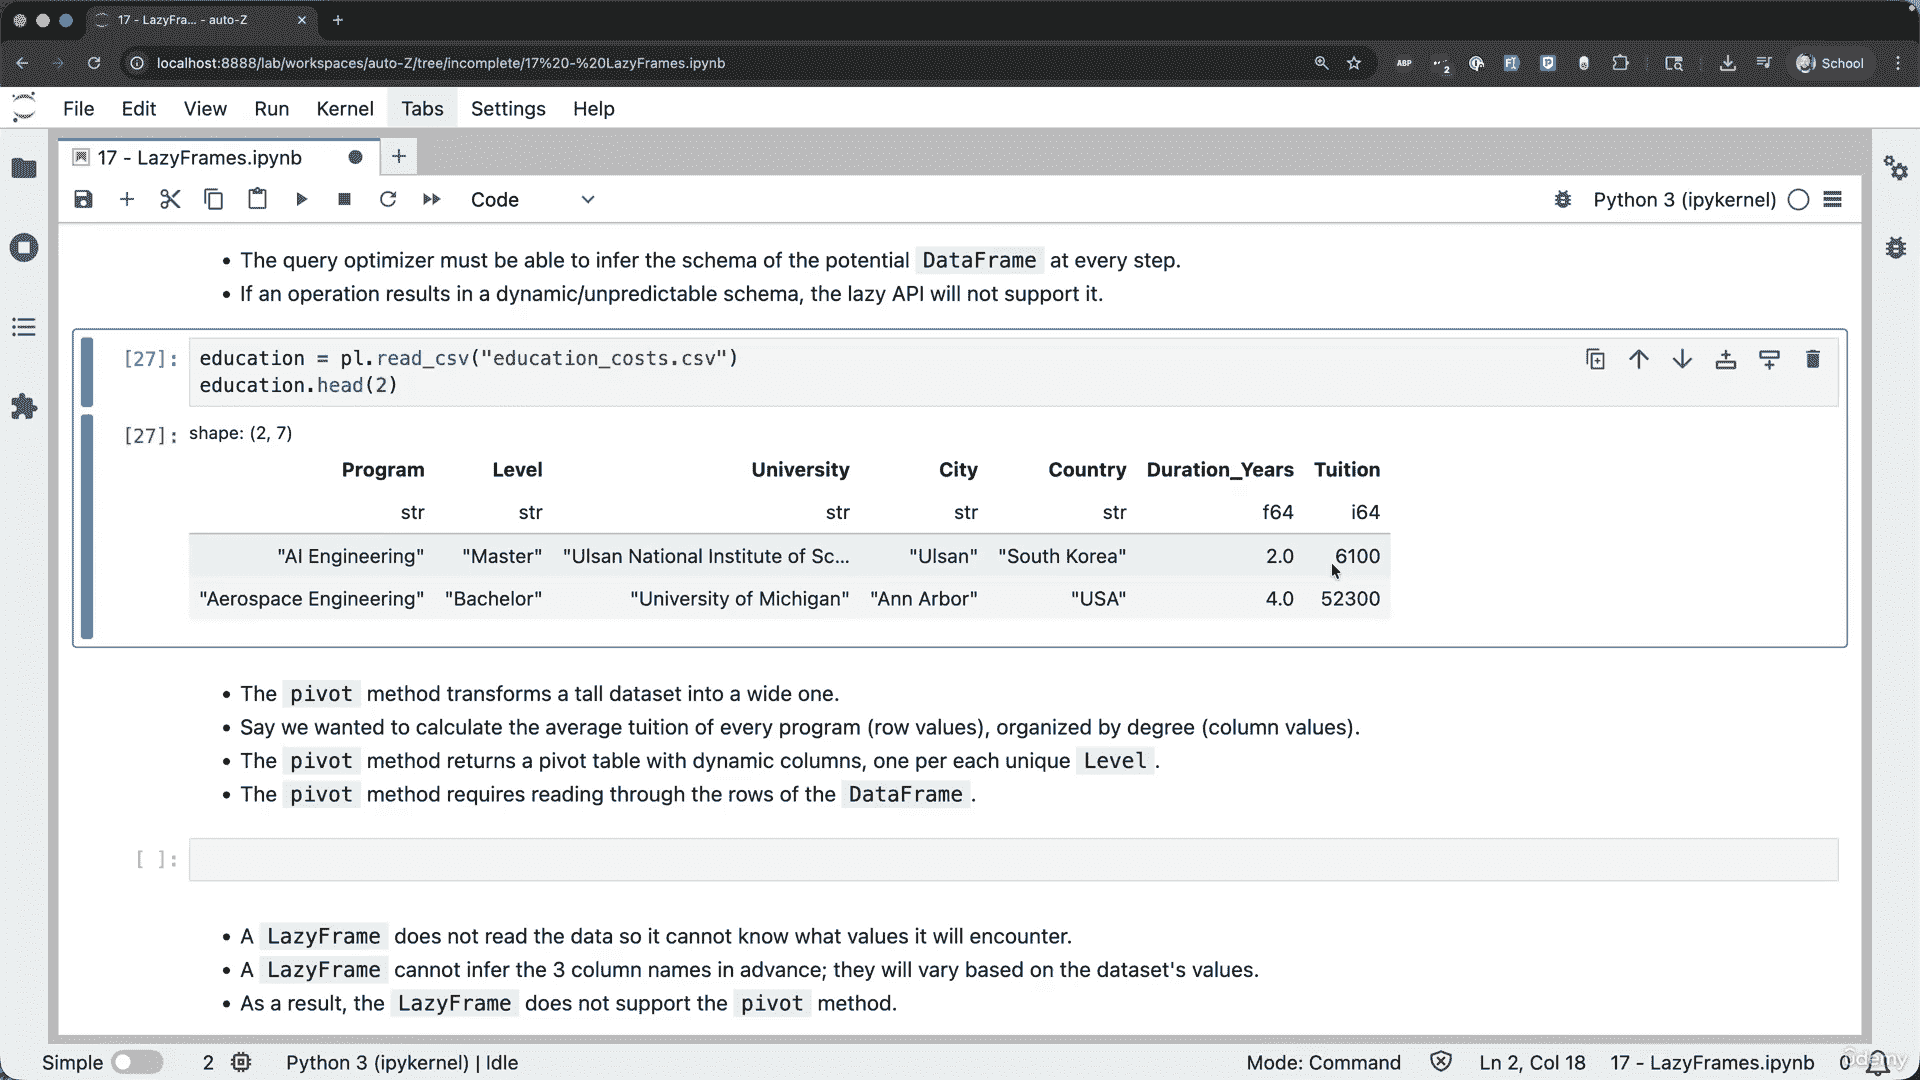 17 - LazyFra... - auto-Z
localhost:8888/lab/workspaces/auto-Z/tree/incomplete/17%20-%20LazyFrames.ipynb
ABP
2
School
File Edit View Run Kernel Tabs Settings Help
17 - LazyFrames.ipynb
Code
Python 3 (ipykernel)
• The query optimizer must be able to infer the schema of the potential DataFrame at every step.
• If an operation results in a dynamic/unpredictable schema, the lazy API will not support it.
[27]: education = pl.read_csv("education_costs.csv")
education.head(2)
[27]: shape: (2, 7)
Program Level University City Country Duration_Years Tuition
str str str str str f64 i64
"AI Engineering" "Master" "Ulsan National Institute of Sc... "Ulsan" "South Korea" 2.0 6100
"Aerospace Engineering" "Bachelor" "University of Michigan" "Ann Arbor" "USA" 4.0 52300
• The pivot method transforms a tall dataset into a wide one.
• Say we wanted to calculate the average tuition of every program (row values), organized by degree (column values).
• The pivot method returns a pivot table with dynamic columns, one per each unique Level.
• The pivot method requires reading through the rows of the DataFrame.
[ ]:
• A LazyFrame does not read the data so it cannot know what values it will encounter.
• A LazyFrame cannot infer the 3 column names in advance; they will vary based on the dataset's values.
• As a result, the LazyFrame does not support the pivot method.
Simple 2 Python 3 (ipykernel) | Idle Mode: Command Ln 2, Col 18 17 - LazyFrames.ipynb 0
udemy